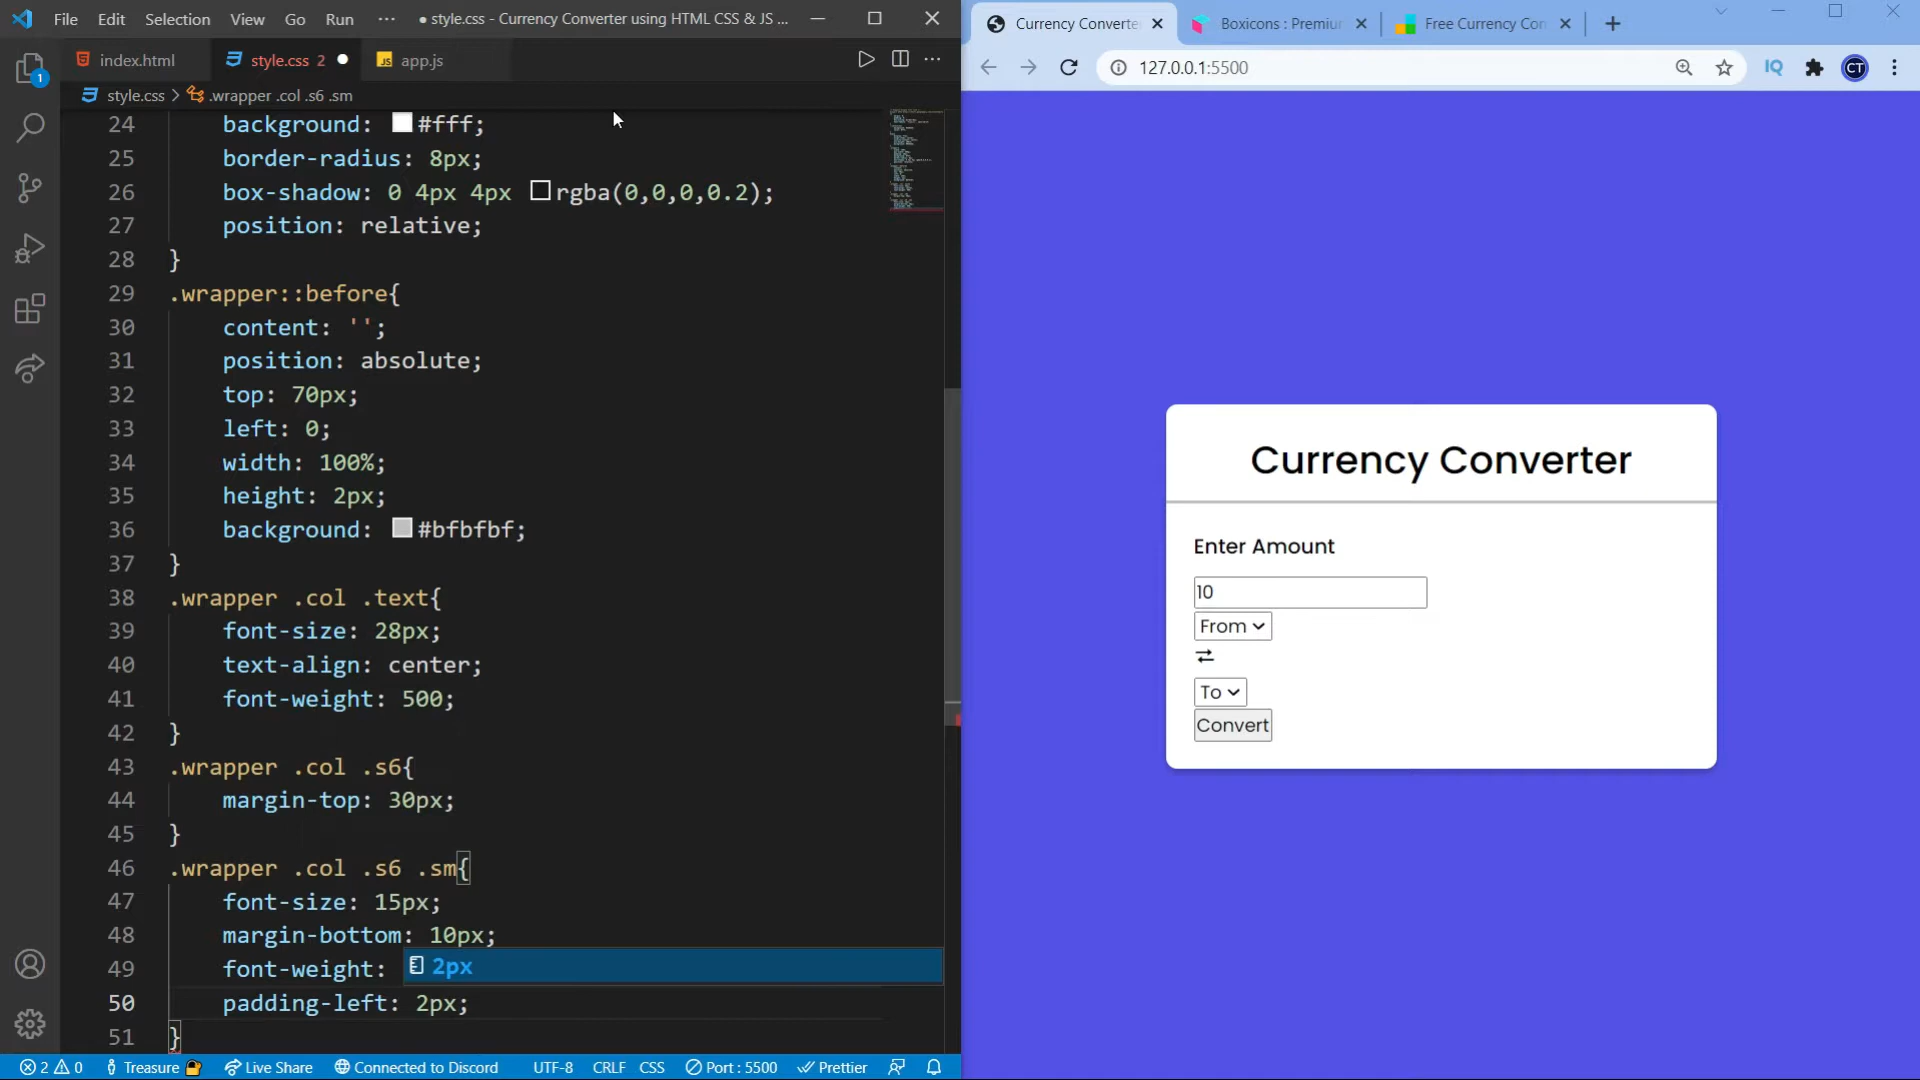 File Edit Selection View Go Run ··· ● style.css - Currency Converter using HTML CSS & JS ...
index.html style.css 2 ● JS app.js ···
style.css > .wrapper .col .s6 .sm
24 background: #fff;
25 border-radius: 8px;
26 box-shadow: 0 4px 4px rgba(0,0,0,0.2);
27 position: relative;
28 }
29 .wrapper::before{
30 content: '';
31 position: absolute;
32 top: 70px;
33 left: 0;
34 width: 100%;
35 height: 2px;
36 background: #bfbfbf;
37 }
38 .wrapper .col .text{
39 font-size: 28px;
40 text-align: center;
41 font-weight: 500;
42 }
43 .wrapper .col .s6{
44 margin-top: 30px;
45 }
46 .wrapper .col .s6 .sm{
47 font-size: 15px;
48 margin-bottom: 10px;
49 font-weight:
2px
50 padding-left: 2px;
51 }
1
2 0 Treasure Live Share Connected to Discord UTF-8 CRLF CSS Port : 5500 Prettier
Currency Converte Boxicons : Premiu Free Currency Con
127.0.0.1:5500 IQ CT
Currency Converter
Enter Amount
10
From
To
Convert